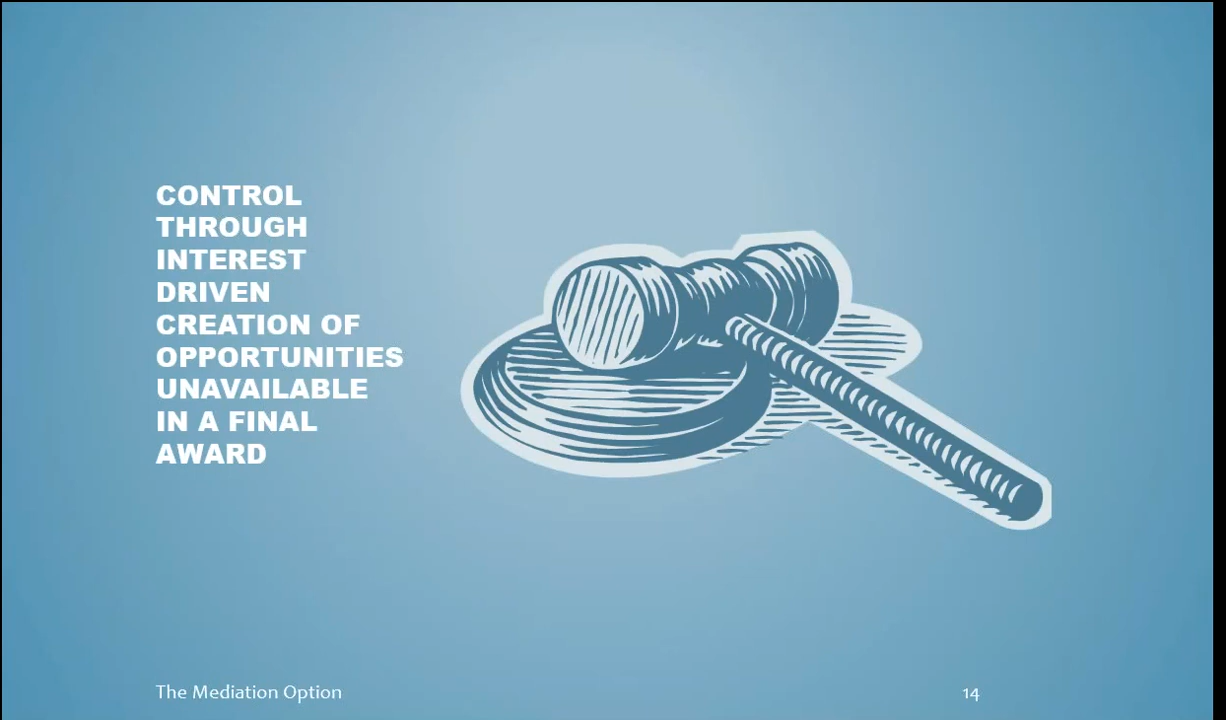 CONTROL
THROUGH
INTEREST
DRIVEN
CREATION OF
OPPORTUNITIES
UNAVAILABLE
IN A FINAL
AWARD
The Mediation Option
14